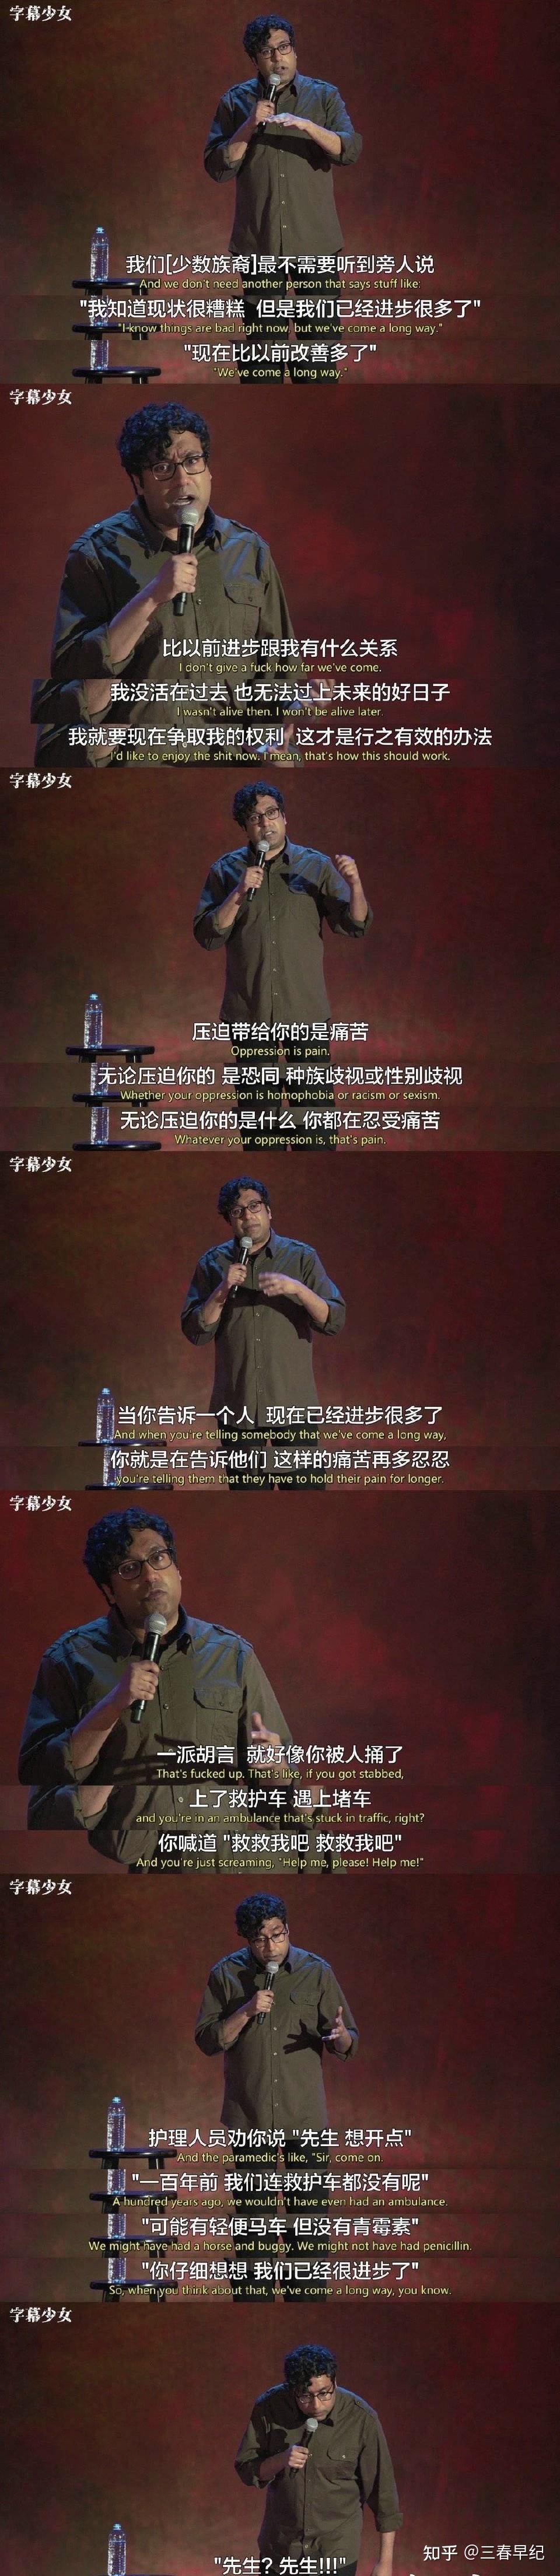 字幕少女
我们[少数族裔]最不需要听到旁人说
And we don't need another person that says stuff like:
"我知道现状很糟糕 但是我们已经进步很多了"
"I know things are bad right now, but we've come a long way."
"现在比以前改善多了"
"We've come a long way."
字幕少女
比以前进步跟我有什么关系
I don't give a fuck how far we've come.
我没活在过去 也无法过上未来的好日子
I wasn't alive then. I won't be alive later.
我就要现在争取我的权利 这才是行之有效的办法
I'd like to enjoy the shit now. I mean, that's how this should work.
字幕少女
压迫带给你的是痛苦
Oppression is pain.
无论压迫你的 是恐同 种族歧视或性别歧视
Whether your oppression is homophobia or racism or sexism.
无论压迫你的是什么 你都在忍受痛苦
Whatever your oppression is, that's pain.
字幕少女
当你告诉一个人 现在已经进步很多了
And when you're telling somebody that we've come a long way,
你就是在告诉他们 这样的痛苦再多忍忍
you're telling them that they have to hold their pain for longer.
字幕少女
一派胡言 就好像你被人捅了
That's fucked up. That's like, if you got stabbed,
上了救护车 遇上堵车
and you're in an ambulance that's stuck in traffic, right?
你喊道 "救救我吧 救救我吧"
And you're just screaming, "Help me, please! Help me!"
字幕少女
护理人员劝你说 "先生 想开点"
And the paramedic's like, "Sir, come on.
"一百年前 我们连救护车都没有呢"
A hundred years ago, we wouldn't have even had an ambulance.
"可能有轻便马车 但没有青霉素"
We might have had a horse and buggy. We might not have had penicillin.
"你仔细想想 我们已经很进步了"
So, when you think about that, we've come a long way, you know.
字幕少女
"先生? 先生!!!"
知乎 @三春早纪